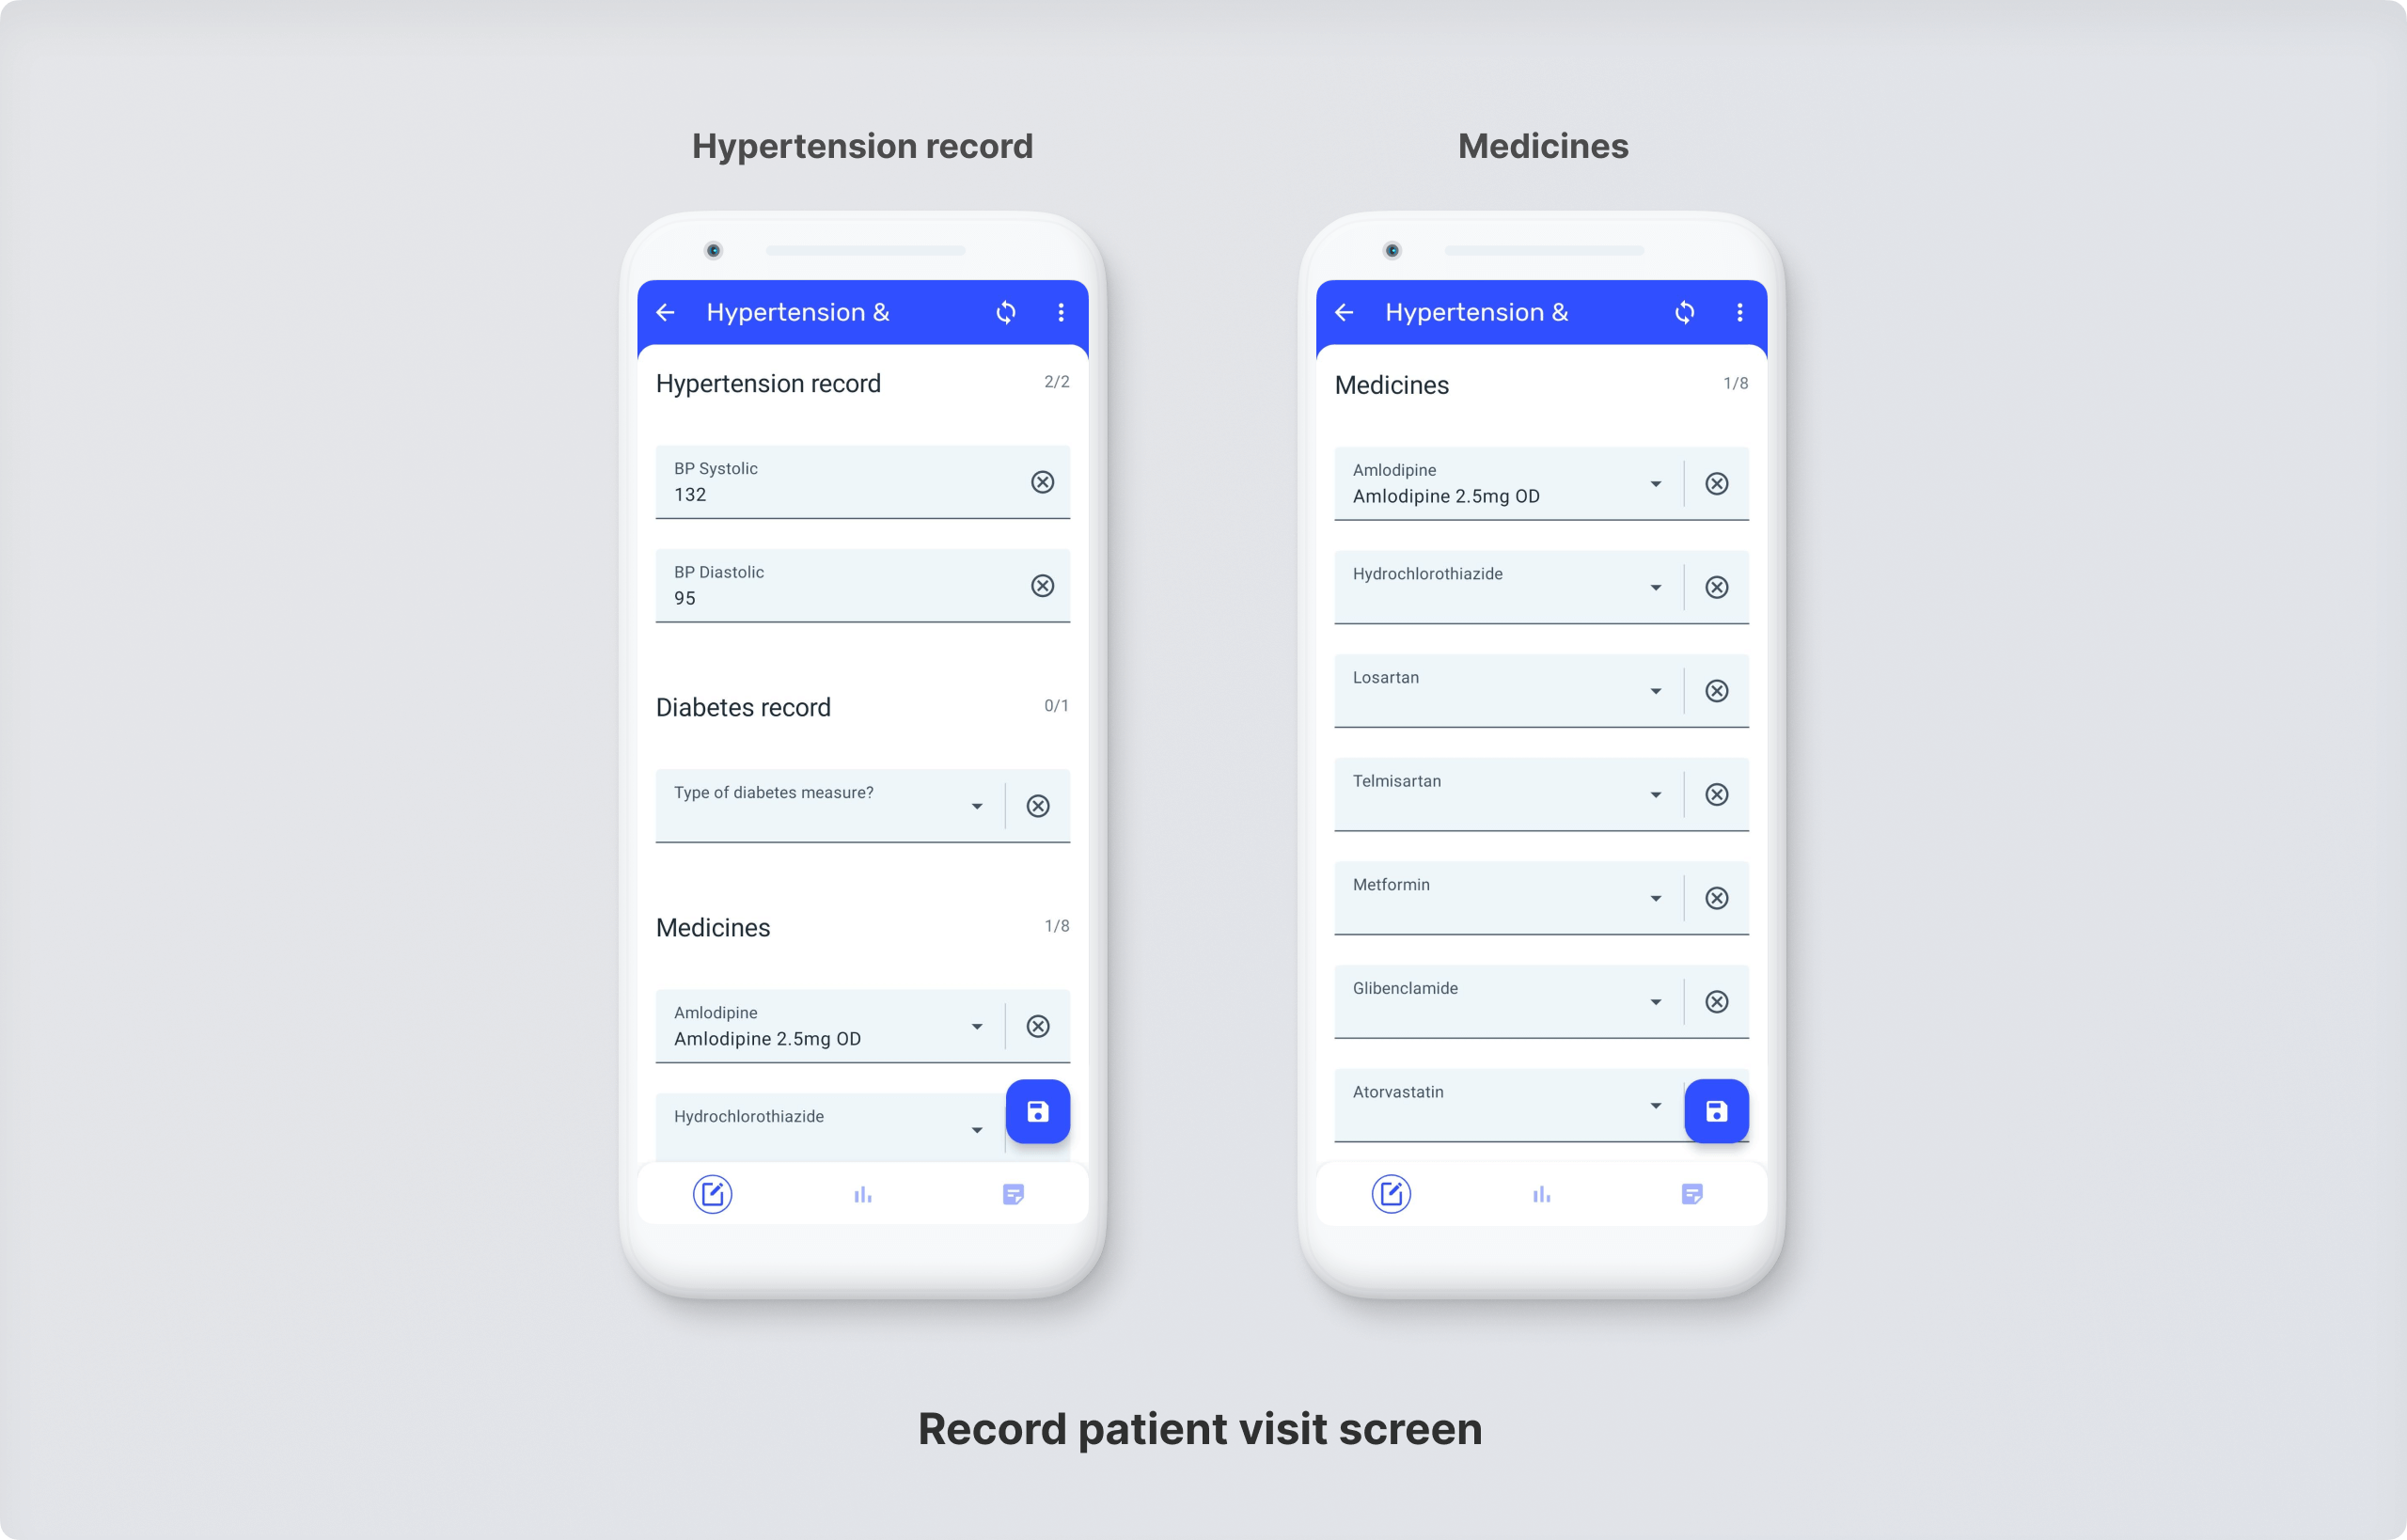 Hypertension record
Hypertension &
Hypertension record
2/2
BP Systolic
132
BP Diastolic
95
Diabetes record
0/1
Type of diabetes measure?
Medicines
1/8
Amlodipine
Amlodipine 2.5mg OD
Hydrochlorothiazide
Medicines
Hypertension &
Medicines
1/8
Amlodipine
Amlodipine 2.5mg OD
Hydrochlorothiazide
Losartan
Telmisartan
Metformin
Glibenclamide
Atorvastatin
Record patient visit screen